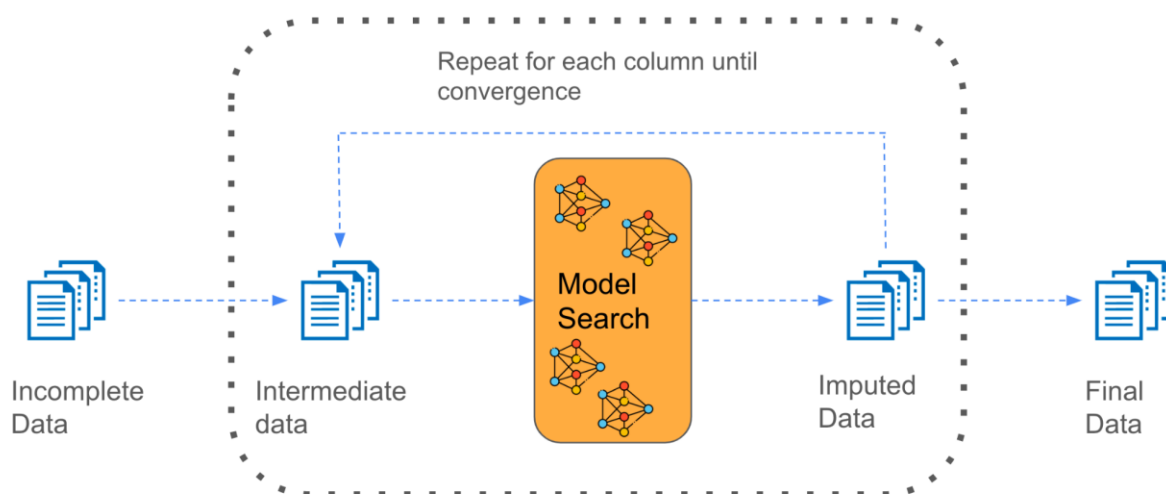 Repeat for each column until
convergence
Model
Search
Incomplete
Data
Intermediate
data
Imputed
Data
Final
Data